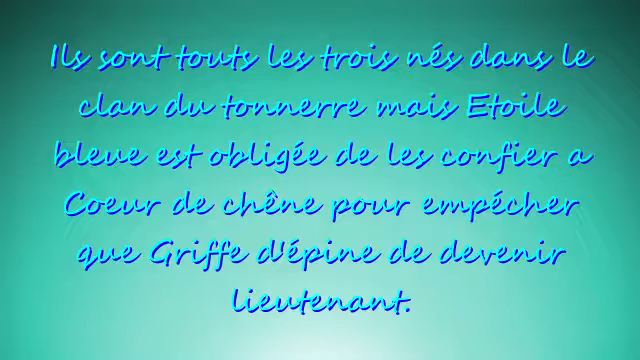 Ils sont touts les trois nés dans le
clan du tonnerre mais Etoile
bleue est obligée de les confier a
Coeur de chêne pour empécher
que Griffe d'épine de devenir
lieutenant.